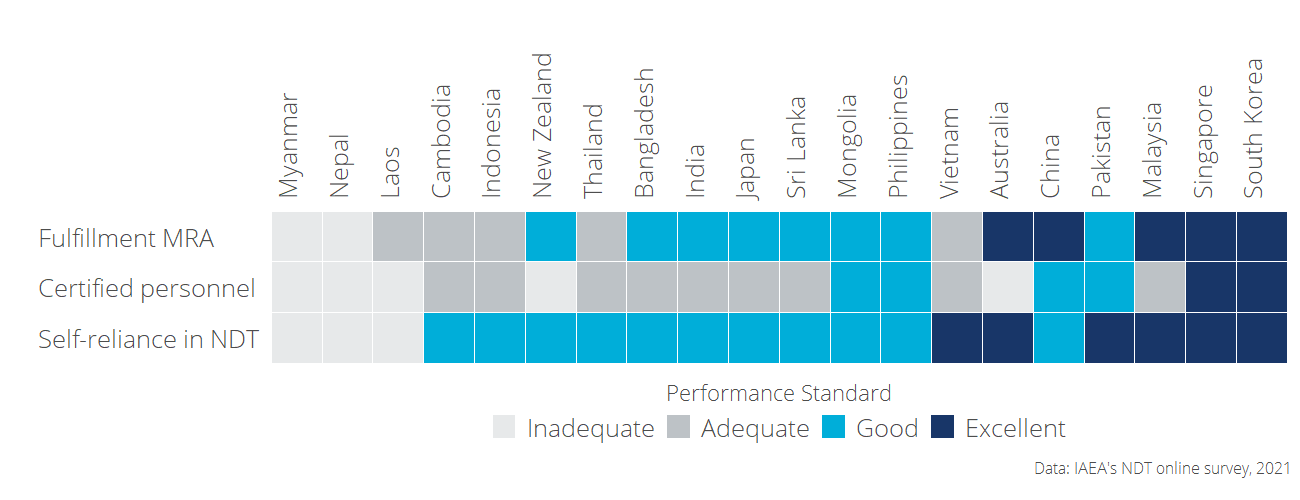 Myanmar
Nepal
Laos
Cambodia
Indonesia
New Zealand
Thailand
Bangladesh
India
Japan
Sri Lanka
Mongolia
Philippines
Vietnam
Australia
China
Pakistan
Malaysia
Singapore
South Korea
Fulfillment MRA
Certified personnel
Self-reliance in NDT
Performance Standard
Inadequate Adequate Good Excellent
Data: IAEA's NDT online survey, 2021